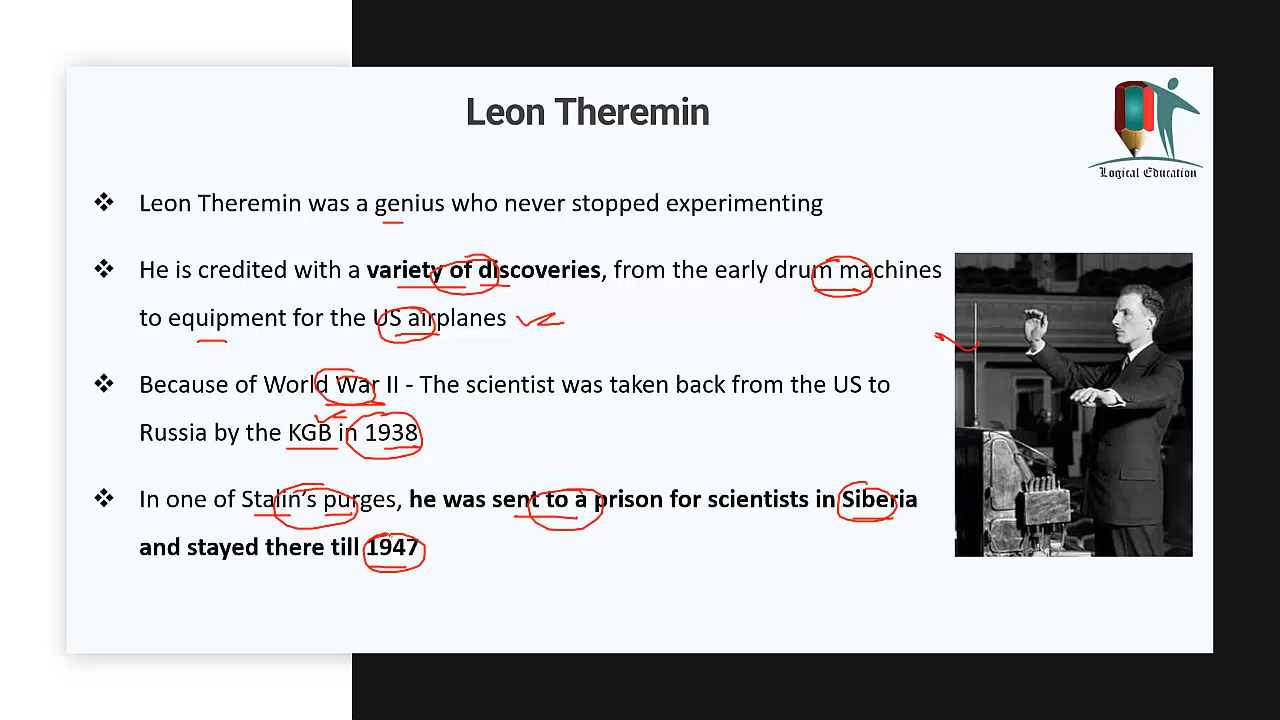 Leon Theremin
Logical Education
❖ Leon Theremin was a genius who never stopped experimenting
❖ He is credited with a variety of discoveries, from the early drum machines
to equipment for the US airplanes
❖ Because of World War II - The scientist was taken back from the US to
Russia by the KGB in 1938
❖ In one of Stalin's purges, he was sent to a prison for scientists in Siberia
and stayed there till 1947